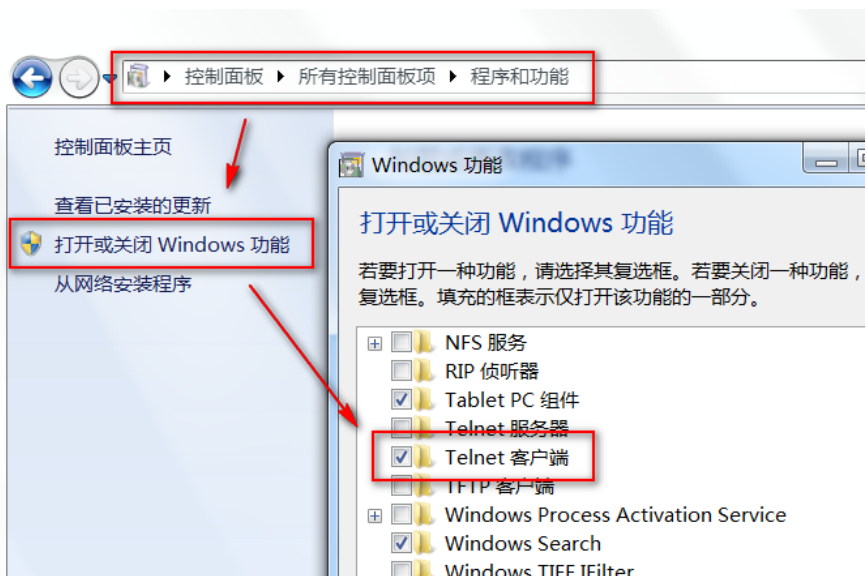 控制面板 所有控制面板项 程序和功能
控制面板主页
查看已安装的更新
打开或关闭 Windows 功能
从网络安装程序
Windows 功能
打开或关闭 Windows 功能
若要打开一种功能，请选择其复选框。若要关闭一种功能，
复选框。填充的框表示仅打开该功能的一部分。
NFS 服务
RIP 侦听器
Tablet PC 组件
Telnet 服务器
Telnet 客户端
TFTP 客户端
Windows Process Activation Service
Windows Search
Windows TIFF IFilter